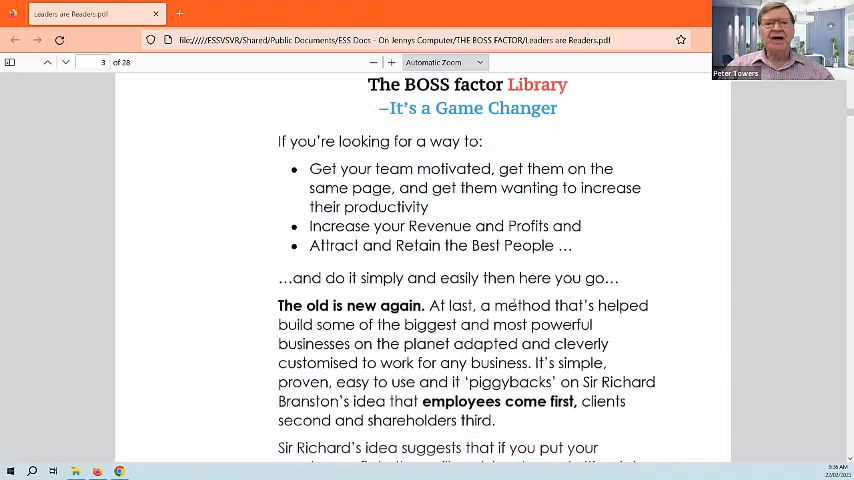 Leaders are Readers.pdf
file://///ESSVSVR/Shared/Public Documents/ESS Docs - On Jennys Computer/THE BOSS FACTOR/Leaders are Readers.pdf
3 of 28
Automatic Zoom
Peter Towers
The BOSS factor Library
–It's a Game Changer
If you're looking for a way to:
• Get your team motivated, get them on the
same page, and get them wanting to increase
their productivity
• Increase your Revenue and Profits and
• Attract and Retain the Best People …
…and do it simply and easily then here you go…
The old is new again. At last, a method that's helped
build some of the biggest and most powerful
businesses on the planet adapted and cleverly
customised to work for any business. It's simple,
proven, easy to use and it 'piggybacks' on Sir Richard
Branston's idea that employees come first, clients
second and shareholders third.
Sir Richard's idea suggests that if you put your
9:36 AM
22/02/2023